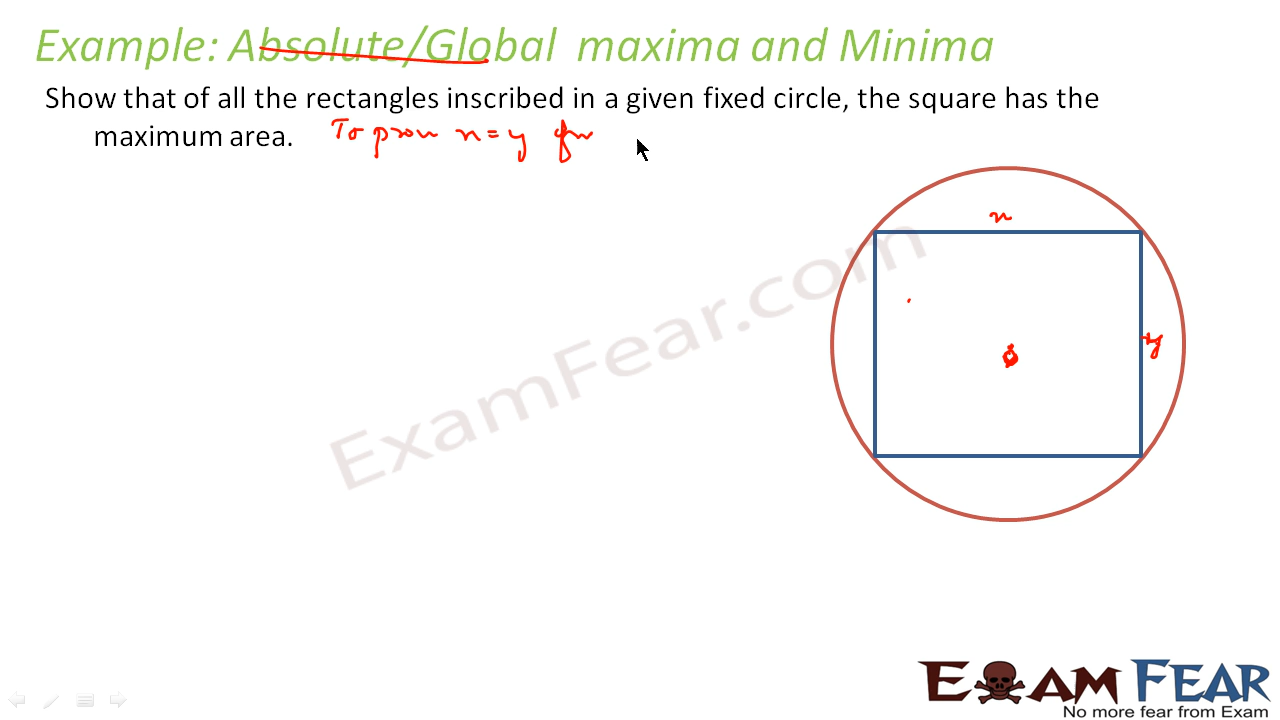 Example: Absolute/Global maxima and Minima
Show that of all the rectangles inscribed in a given fixed circle, the square has the
maximum area. To prove x = y for
x
y
ExamFear.com
EXAM FEAR
No more fear from Exam